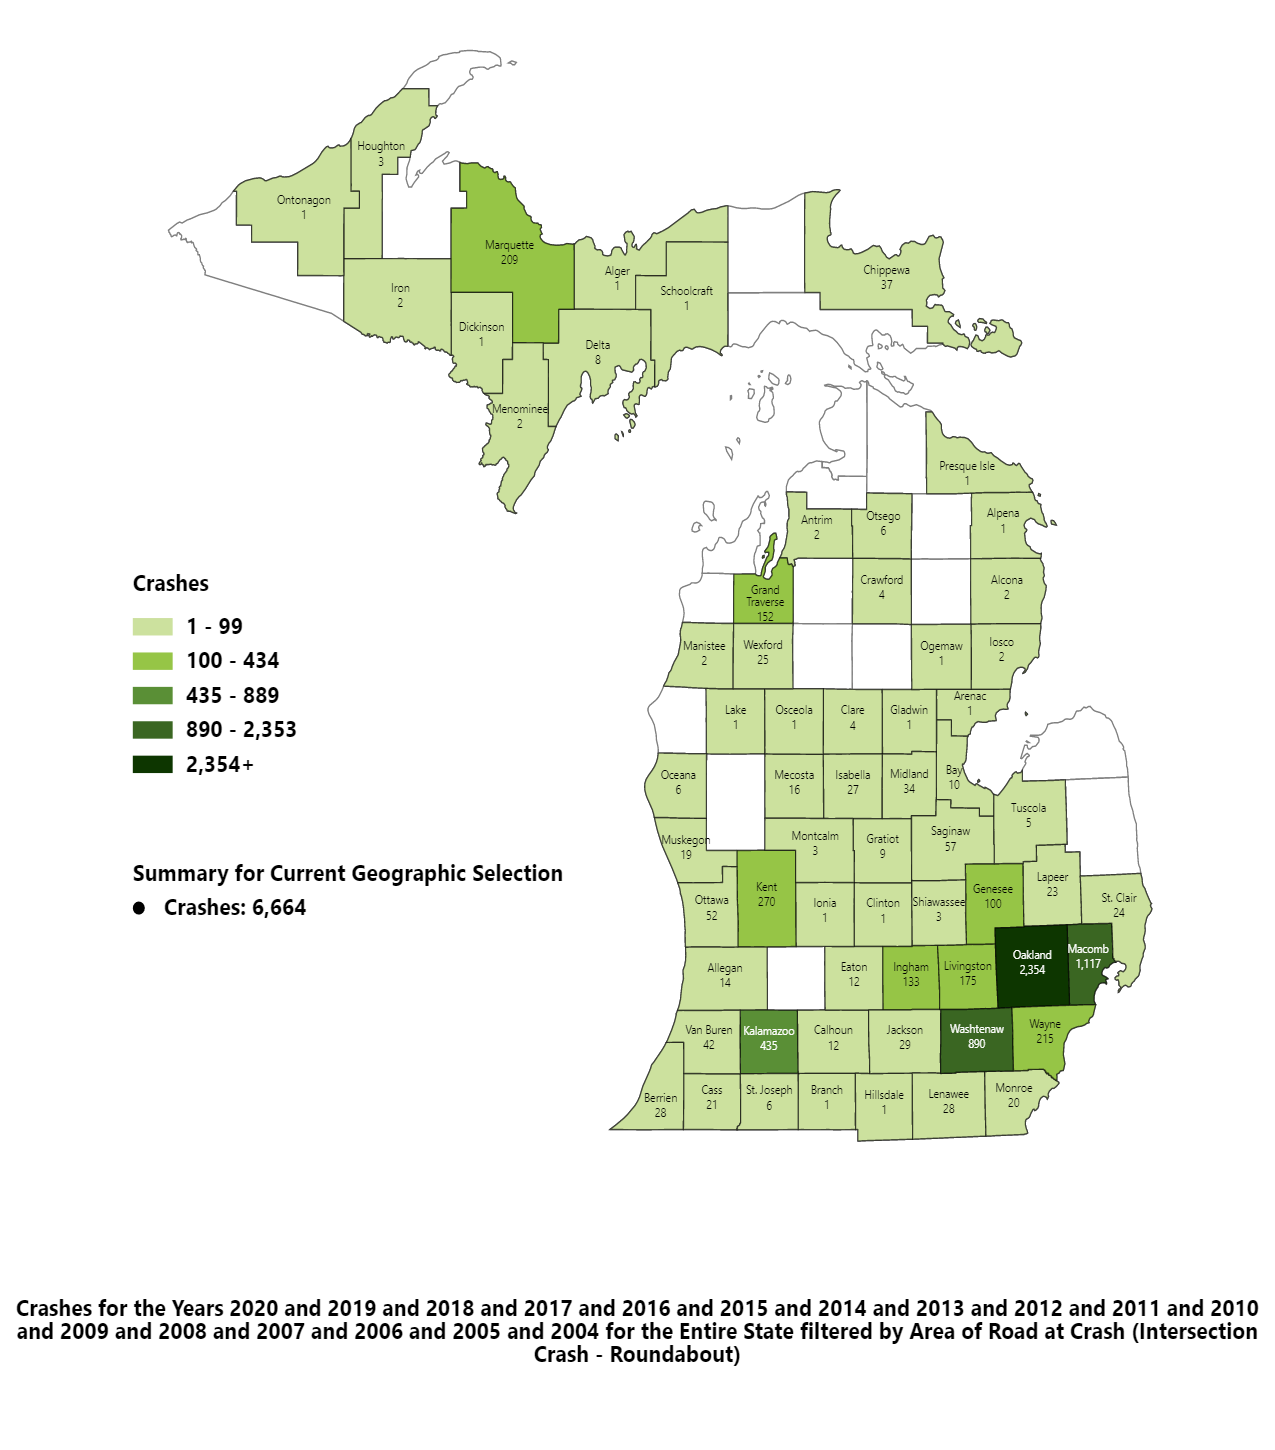 Houghton
3
Ontonagon
1
Marquette
209
Alger
1
Chippewa
37
Iron
2
Schoolcraft
1
Dickinson
1
Delta
8
Menominee
2
Presque Isle
1
Antrim
2
Otsego
6
Alpena
1
Grand
Traverse
152
Crawford
4
Alcona
2
Manistee
2
Wexford
25
Ogemaw
1
Iosco
2
Lake
1
Osceola
1
Clare
4
Gladwin
1
Arenac
1
Oceana
6
Mecosta
16
Isabella
27
Midland
34
Bay
10
Tuscola
5
Muskegon
19
Montcalm
3
Gratiot
9
Saginaw
57
Ottawa
52
Kent
270
Ionia
1
Clinton
1
Shiawassee
3
Genesee
100
Lapeer
23
St. Clair
24
Allegan
14
Eaton
12
Ingham
133
Livingston
175
Oakland
2,354
Macomb
1,117
Van Buren
42
Kalamazoo
435
Calhoun
12
Jackson
29
Washtenaw
890
Wayne
215
Berrien
28
Cass
21
St. Joseph
6
Branch
1
Hillsdale
1
Lenawee
28
Monroe
20
Crashes
1 - 99
100 - 434
435 - 889
890 - 2,353
2,354+
Summary for Current Geographic Selection
Crashes: 6,664
Crashes for the Years 2020 and 2019 and 2018 and 2017 and 2016 and 2015 and 2014 and 2013 and 2012 and 2011 and 2010
and 2009 and 2008 and 2007 and 2006 and 2005 and 2004 for the Entire State filtered by Area of Road at Crash (Intersection
Crash - Roundabout)